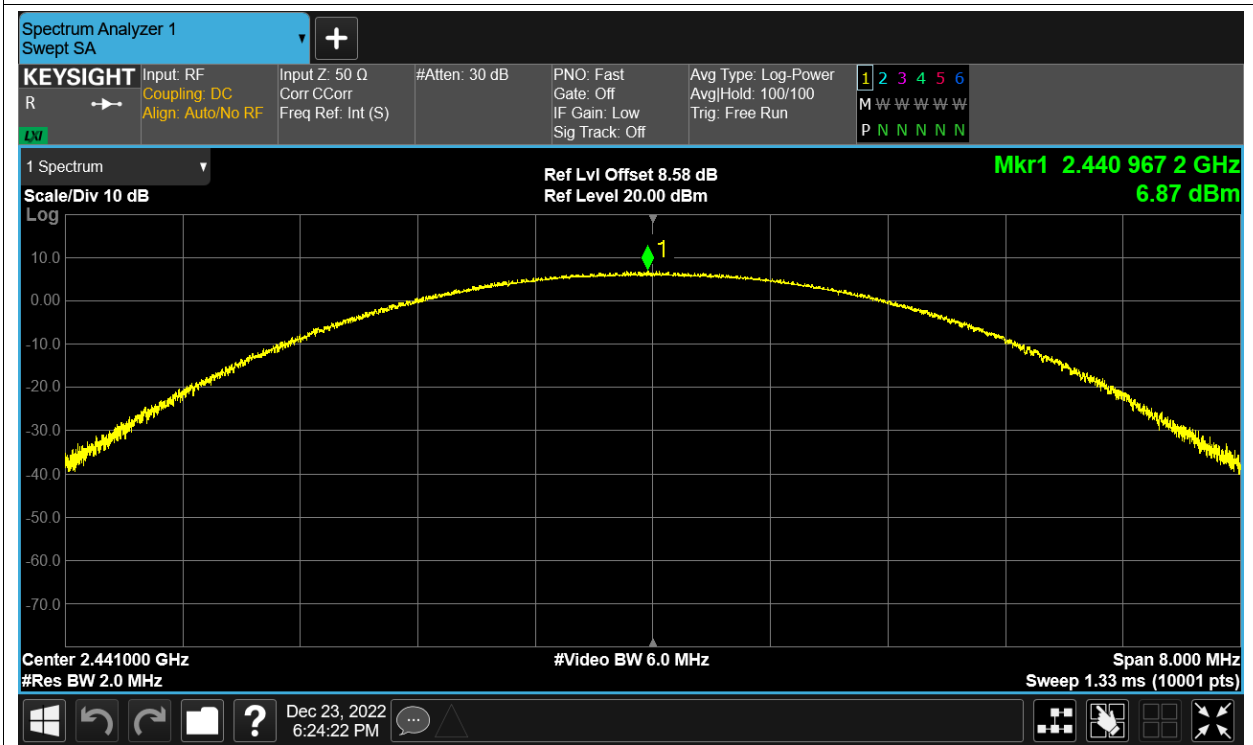 Spectrum Analyzer 1
Swept SA
KEYSIGHT
R
LXI
Input: RF
Coupling: DC
Align: Auto/No RF
Input Z: 50 Ω
Corr CCorr
Freq Ref: Int (S)
#Atten: 30 dB
PNO: Fast
Gate: Off
IF Gain: Low
Sig Track: Off
Avg Type: Log-Power
Avg|Hold: 100/100
Trig: Free Run
1 2 3 4 5 6
M W W W W W
P N N N N N
1 Spectrum
Scale/Div 10 dB
Log
Ref Lvl Offset 8.58 dB
Ref Level 20.00 dBm
Mkr1 2.440 967 2 GHz
6.87 dBm
1
10.0
0.00
-10.0
-20.0
-30.0
-40.0
-50.0
-60.0
-70.0
Center 2.441000 GHz
#Res BW 2.0 MHz
#Video BW 6.0 MHz
Span 8.000 MHz
Sweep 1.33 ms (10001 pts)
?
Dec 23, 2022
6:24:22 PM